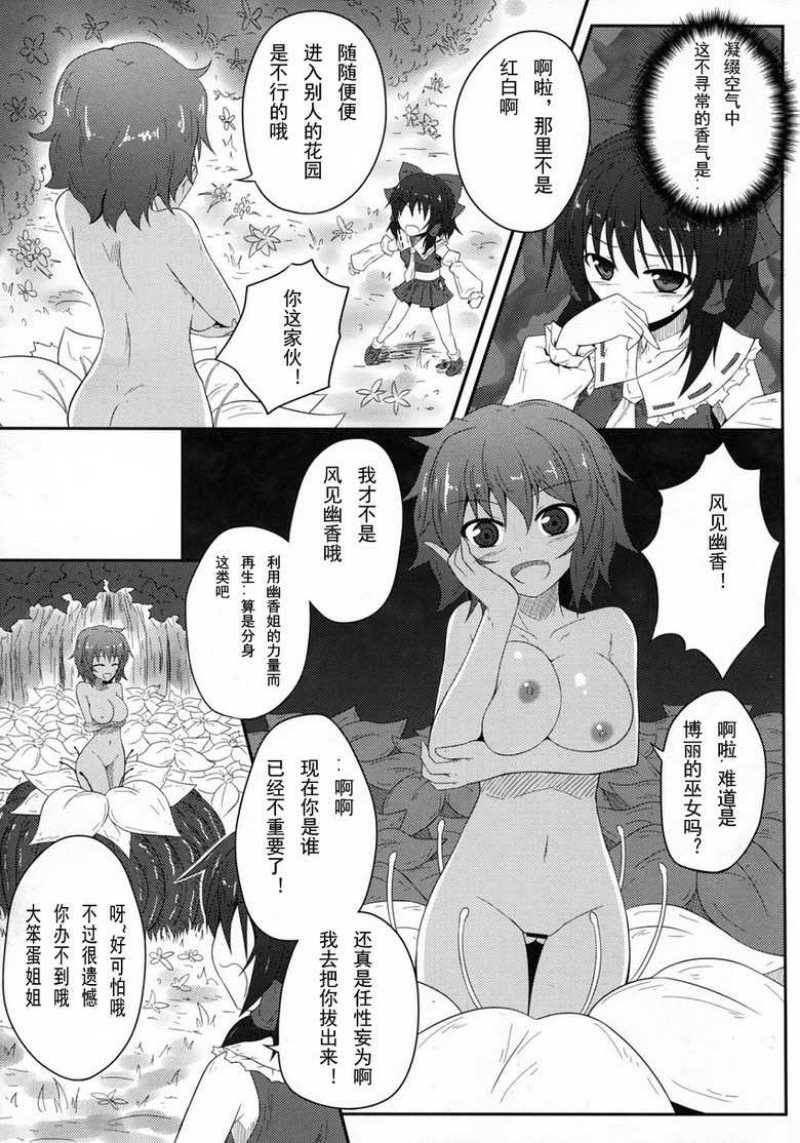 凝缀空气中
这不寻常的香气是…
啊啦，那里不是
红白啊
随随便便
进入别人的花园
是不行的哦
你这家伙！
风见幽香！
我才不是
风见幽香哦
利用幽香姐的力量而
再生…算是分身
这类吧
啊啦，难道是
博丽的巫女吗？
…啊啊
现在你是谁
已经不重要了！
我去把你拔出来！
还真是任性妄为啊
呀~好可怕哦
不过很遗憾
你办不到哦
大笨蛋姐姐